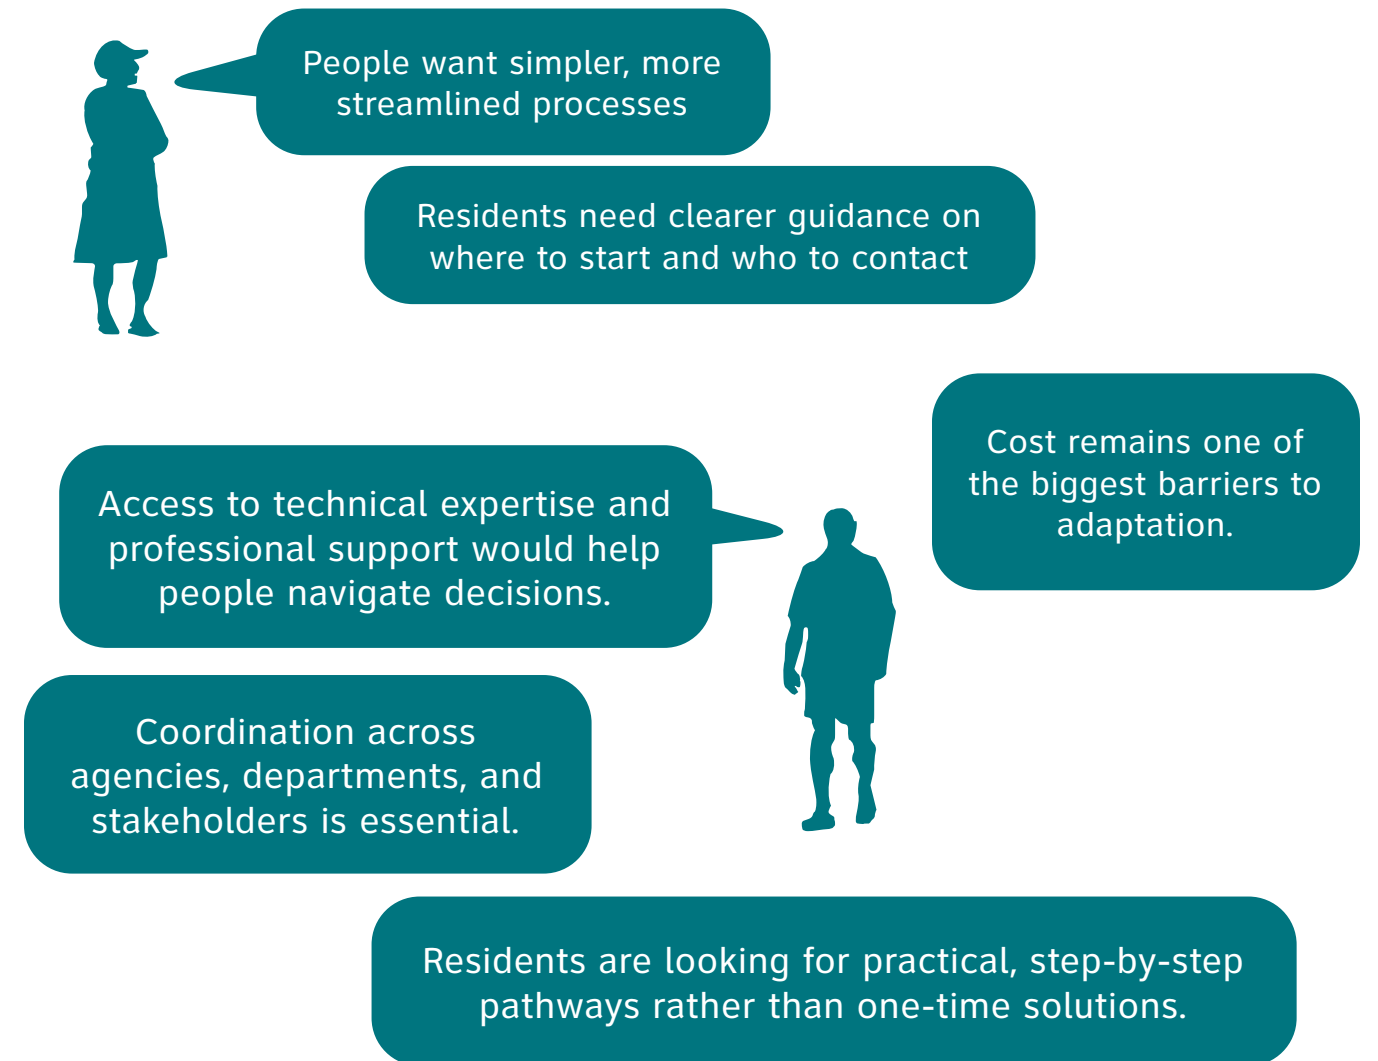 People want simpler, more
streamlined processes
Residents need clearer guidance on
where to start and who to contact
Cost remains one of
the biggest barriers to
adaptation.
Access to technical expertise and
professional support would help
people navigate decisions.
Coordination across
agencies, departments, and
stakeholders is essential.
Residents are looking for practical, step-by-step
pathways rather than one-time solutions.